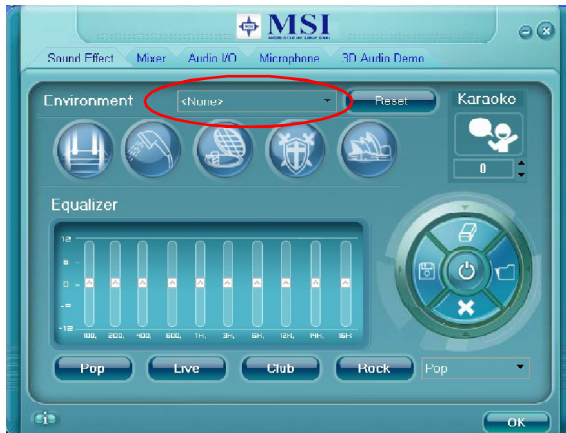 MSI
Sound Effect Mixer Audio I/O Microphone 3D Audio Demo
Environment <None> Reset Karaoke
0
Equalizer
12
8
0
-12
100, 200, 400, 600, 1K, 3K, 6K, 12K, 14K, 16K
Pop Live Club Rock Pop
OK